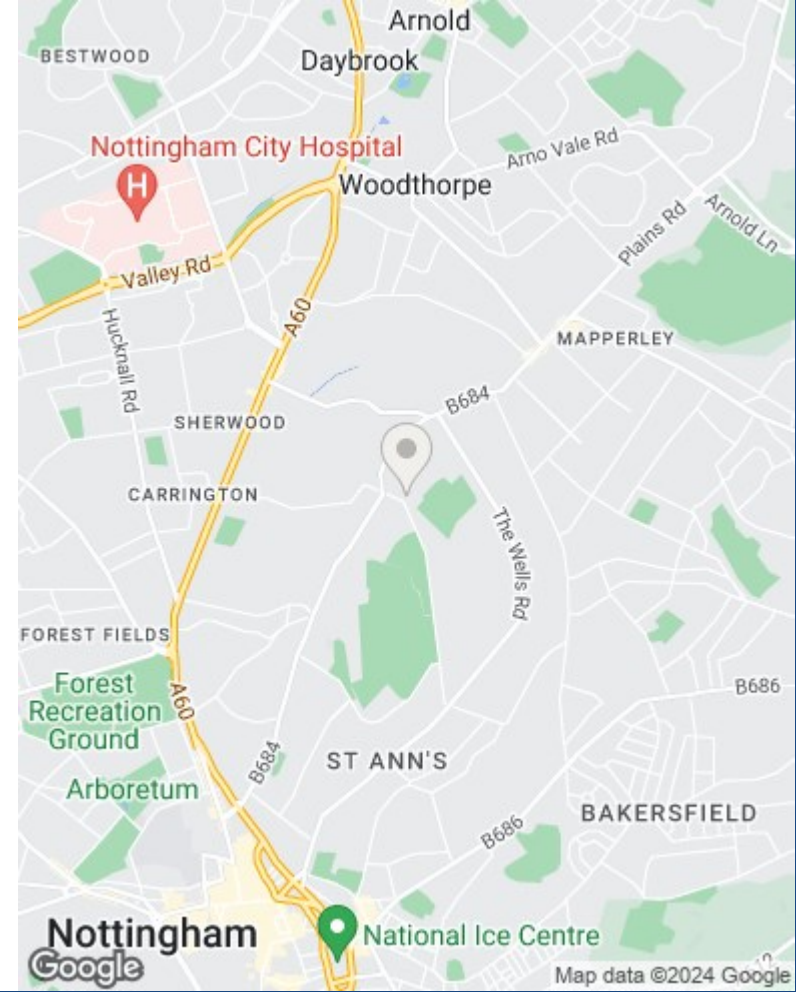 Arnold
BESTWOOD
Daybrook
Nottingham City Hospital
Arno Vale Rd
H
Woodthorpe
Arnold Ln
Plains Rd
Valley Rd
A60
Hucknall Rd
MAPPERLEY
B684
SHERWOOD
CARRINGTON
The Wells Rd
FOREST FIELDS
Forest
Recreation
Ground
A60
B686
B684
ST ANN'S
Arboretum
BAKERSFIELD
B686
Nottingham
National Ice Centre
Google
Map data ©2024 Google